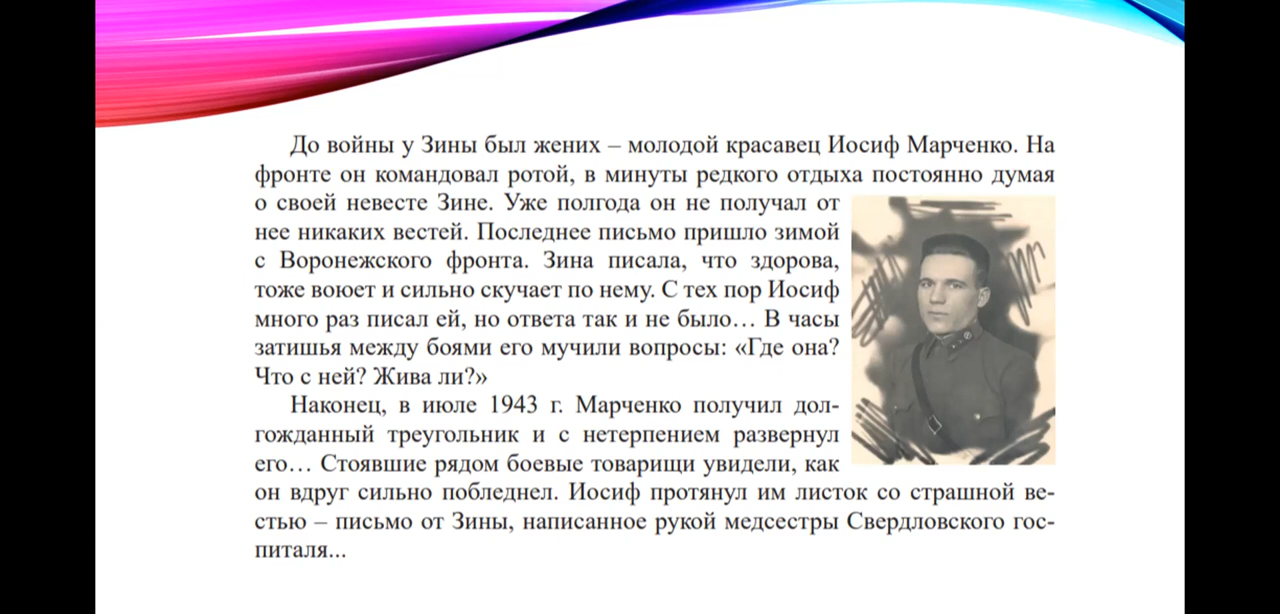 До войны у Зины был жених – молодой красавец Иосиф Марченко. На
фронте он командовал ротой, в минуты редкого отдыха постоянно думая
о своей невесте Зине. Уже полгода он не получал от
нее никаких вестей. Последнее письмо пришло зимой
с Воронежского фронта. Зина писала, что здорова,
тоже воюет и сильно скучает по нему. С тех пор Иосиф
много раз писал ей, но ответа так и не было… В часы
затишья между боями его мучили вопросы: «Где она?
Что с ней? Жива ли?»
Наконец, в июле 1943 г. Марченко получил дол-
гожданный треугольник и с нетерпением развернул
его… Стоявшие рядом боевые товарищи увидели, как
он вдруг сильно побледнел. Иосиф протянул им листок со страшной ве-
стью – письмо от Зины, написанное рукой медсестры Свердловского гос-
питаля...